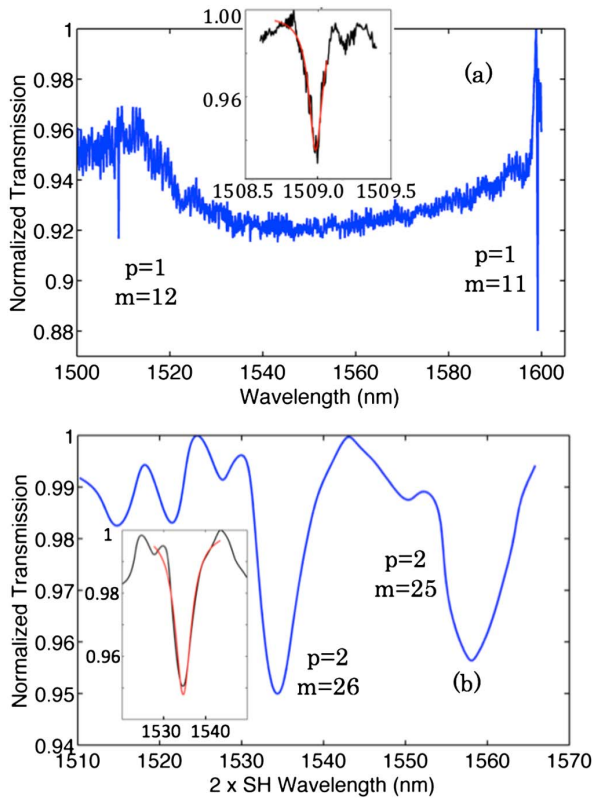 1.00
0.96
1508.5 1509.0 1509.5
(a)
1
0.98
0.96
0.94
0.92
0.9
0.88
Normalized Transmission
p=1
m=12
p=1
m=11
1500 1520 1540 1560 1580 1600
Wavelength (nm)
1
0.99
0.98
0.97
0.96
0.95
0.94
Normalized Transmission
1
0.98
0.96
1530 1540
p=2
m=25
p=2
m=26
(b)
1510 1520 1530 1540 1550 1560 1570
2 x SH Wavelength (nm)